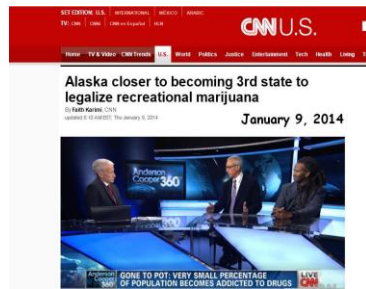 SET EDITION: U.S. INTERNATIONAL MÉXICO ARABIC
TV: CNN CNNi CNN en Español HLN
CNN U.S.
Home TV & Video CNN Trends U.S. World Politics Justice Entertainment Tech Health Living
Alaska closer to becoming 3rd state to
legalize recreational marijuana
By Faith Karimi, CNN
January 9, 2014
Anderson
Cooper
360°
Anderson
Cooper
360°
GONE TO POT: VERY SMALL PERCENTAGE
OF POPULATION BECOMES ADDICTED TO DRUGS
LIVE
CNN